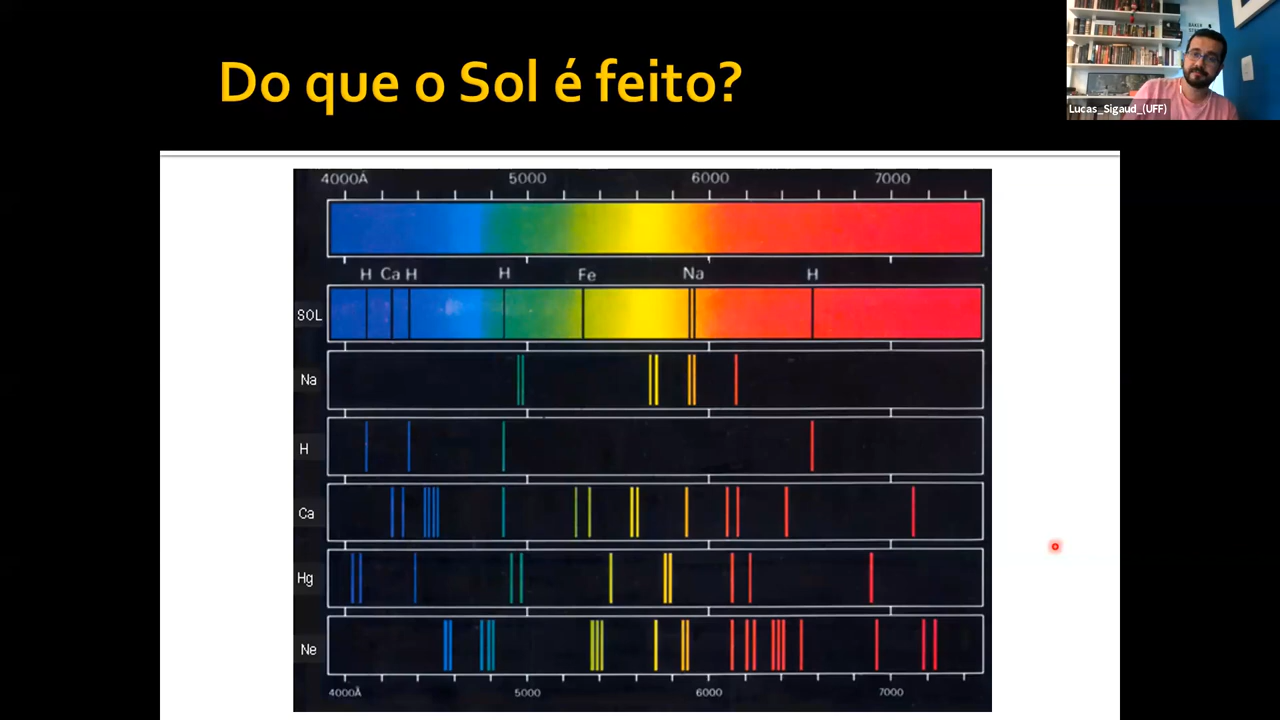 Do que o Sol é feito?
Lucas_Sigaud_(UFF)
4000Å 5000 6000 7000
H Ca H H Fe Na H
SOL
Na
H
Ca
Hg
Ne
4000Å 5000 6000 7000